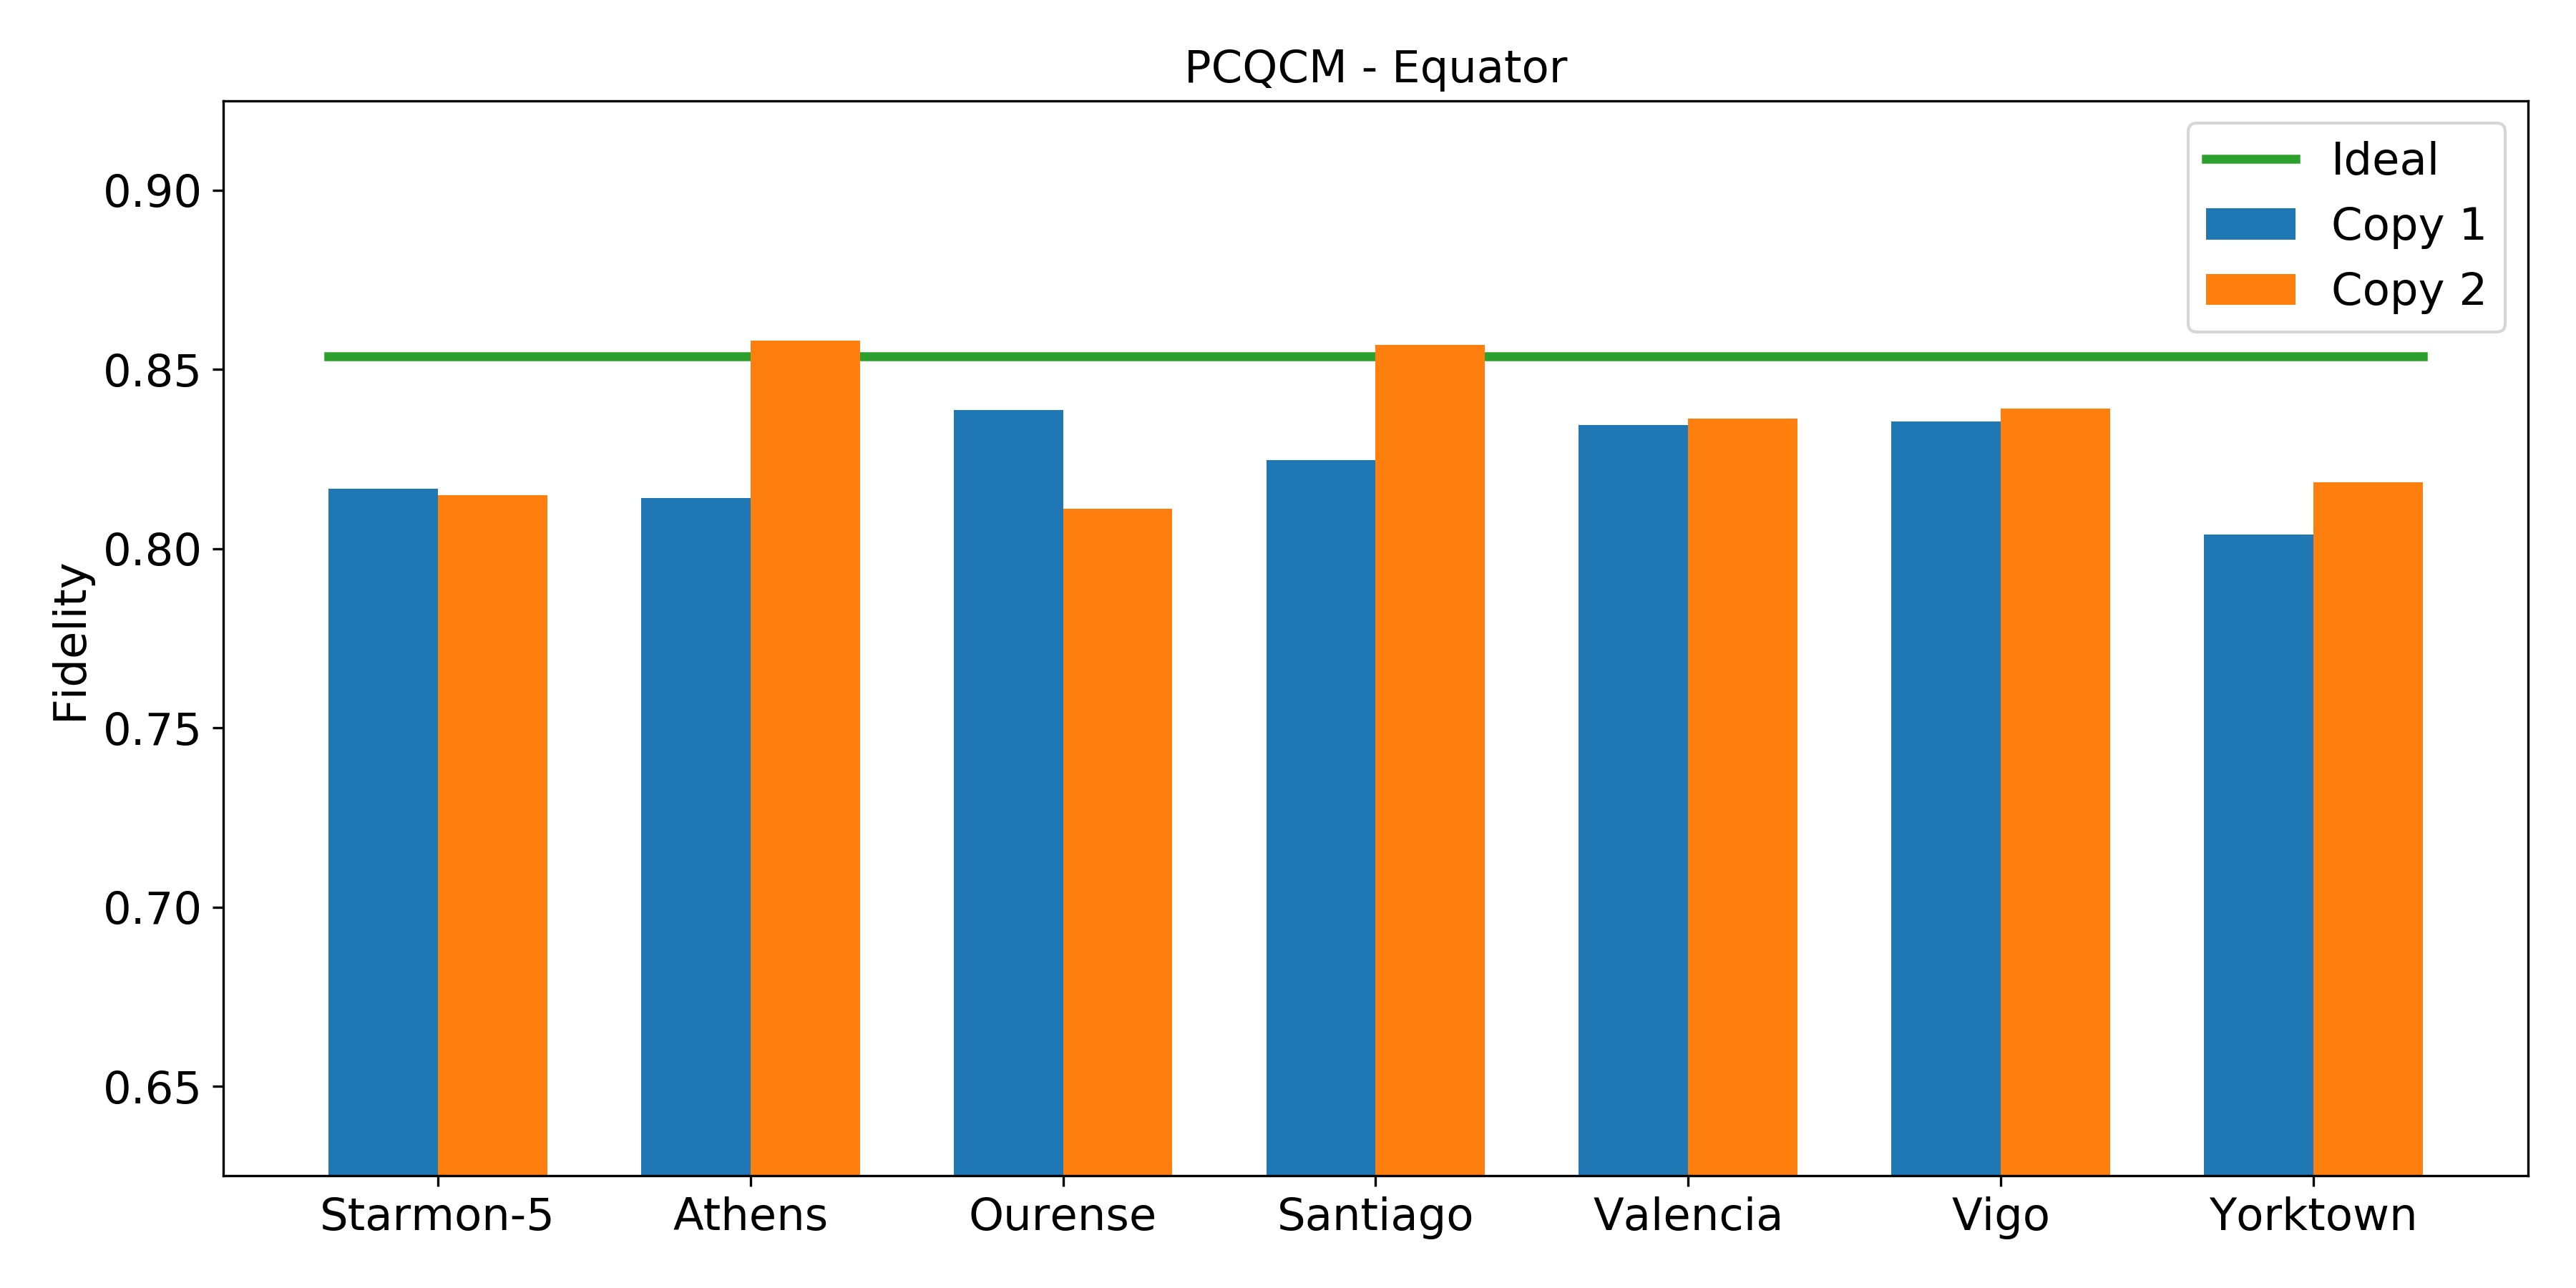 PCQCM - Equator
Ideal
Copy 1
Copy 2
Fidelity
0.90
0.85
0.80
0.75
0.70
0.65
Starmon-5 Athens Ourense Santiago Valencia Vigo Yorktown